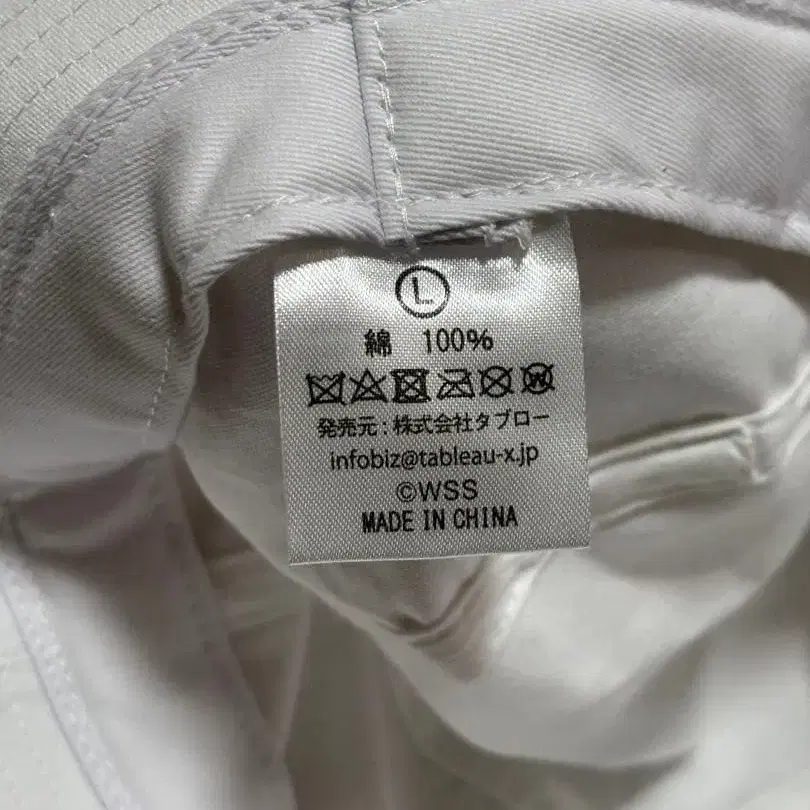 L
綿 100%
W
発売元:株式会社タブロー
infobiz@tableau-x.jp
©WSS
MADE IN CHINA